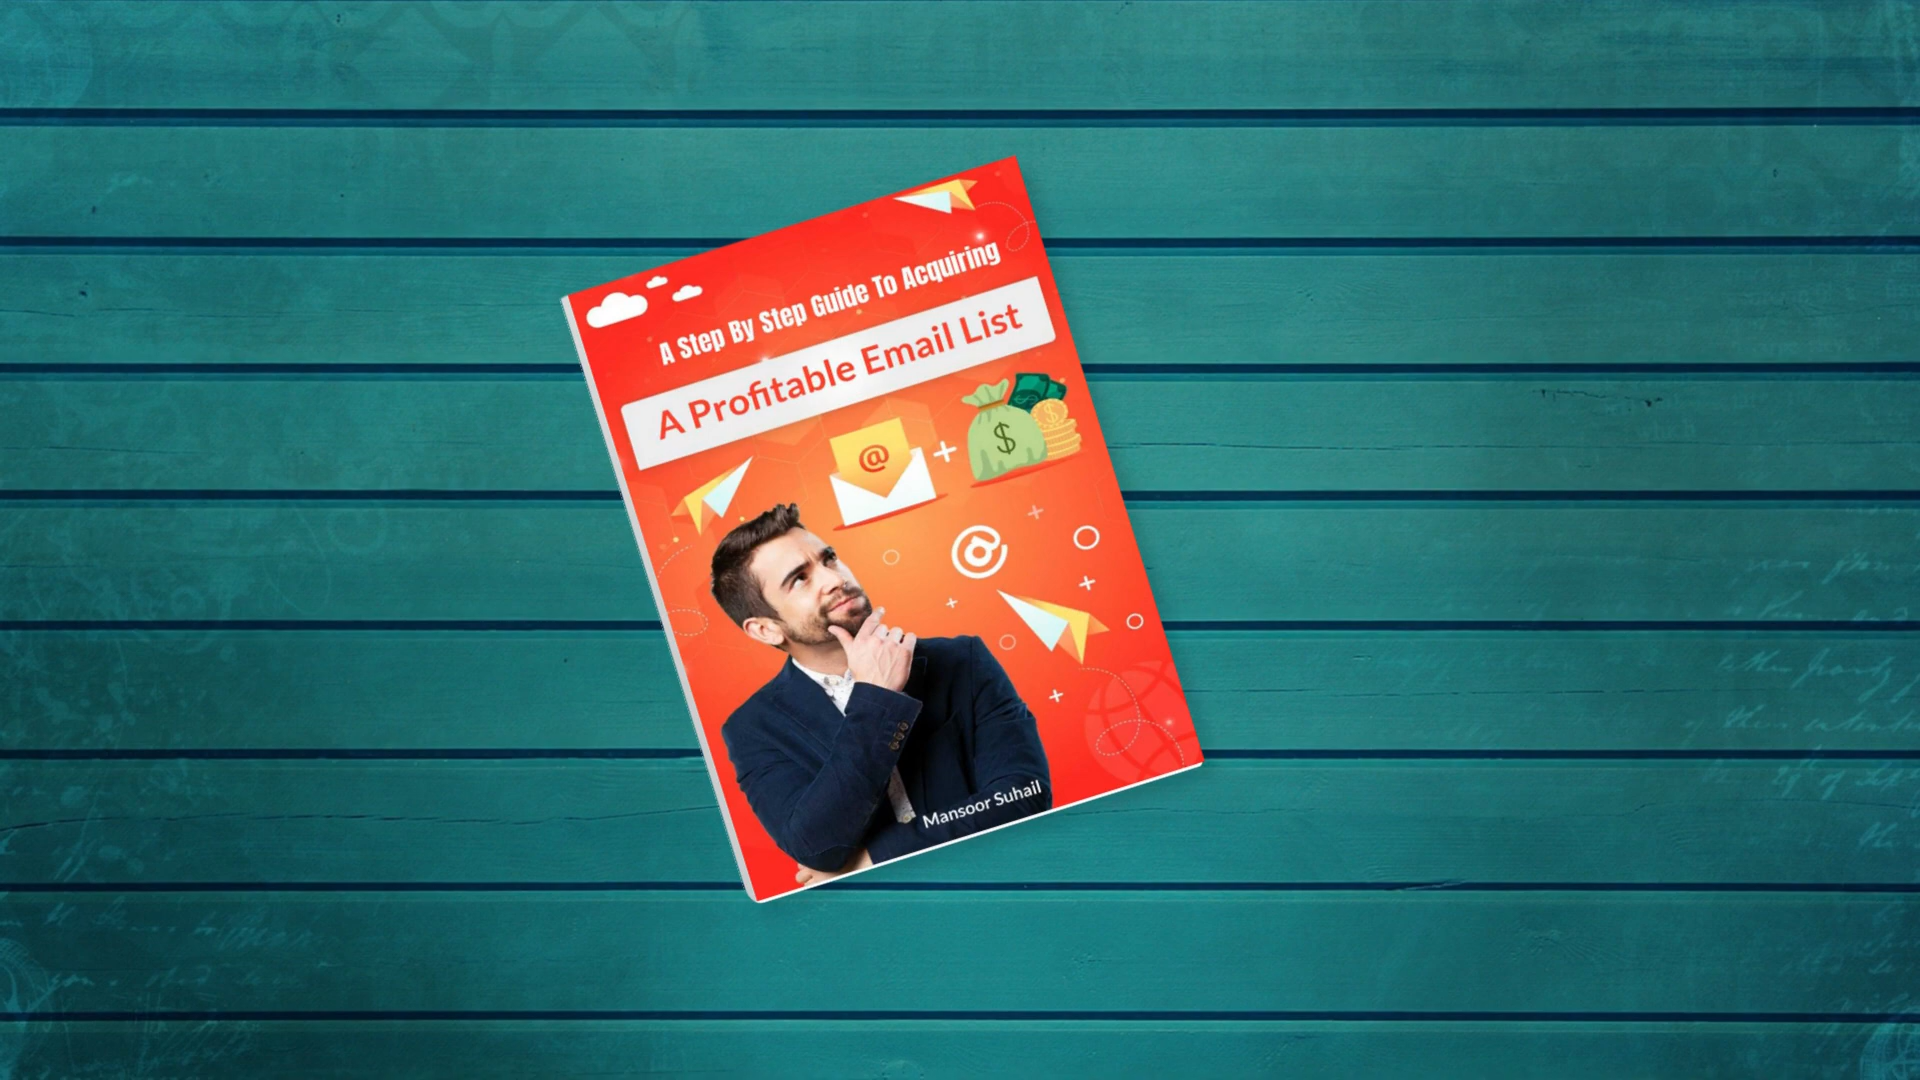 A Step By Step Guide To Acquiring
A Profitable Email List
@
$
Mansoor Suhail